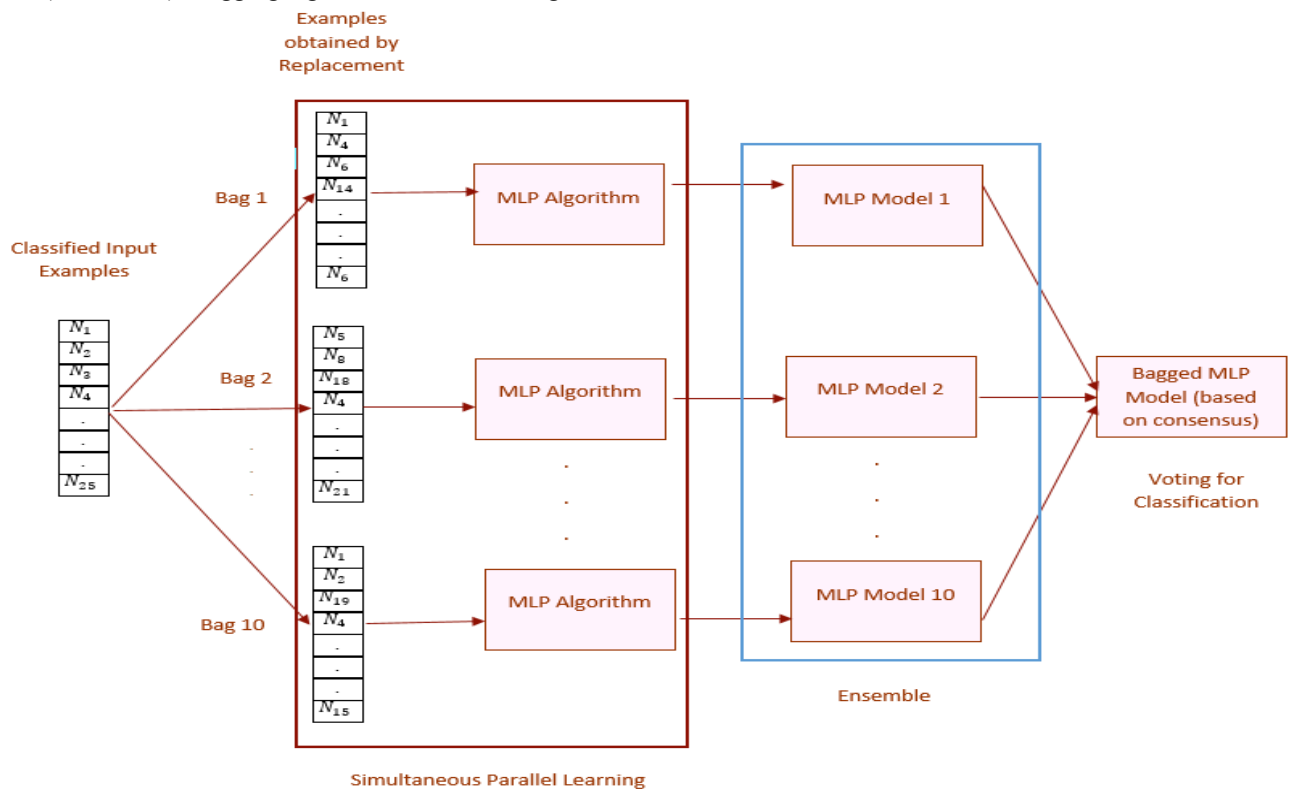 Examples
obtained by
Replacement
Classified Input
Examples
N₁
N₂
N₃
N₄
.
.
.
N₂₅
Bag 1
N₁
N₄
N₆
N₁₄
.
.
.
N₆
MLP Algorithm
MLP Model 1
Bag 2
N₅
N₈
N₁₈
N₄
.
.
.
N₂₁
MLP Algorithm
MLP Model 2
.
.
.
.
.
.
.
.
.
Bag 10
N₁
N₂
N₁₉
N₄
.
.
.
N₁₅
MLP Algorithm
MLP Model 10
Bagged MLP
Model (based
on consensus)
Voting for
Classification
Ensemble
Simultaneous Parallel Learning